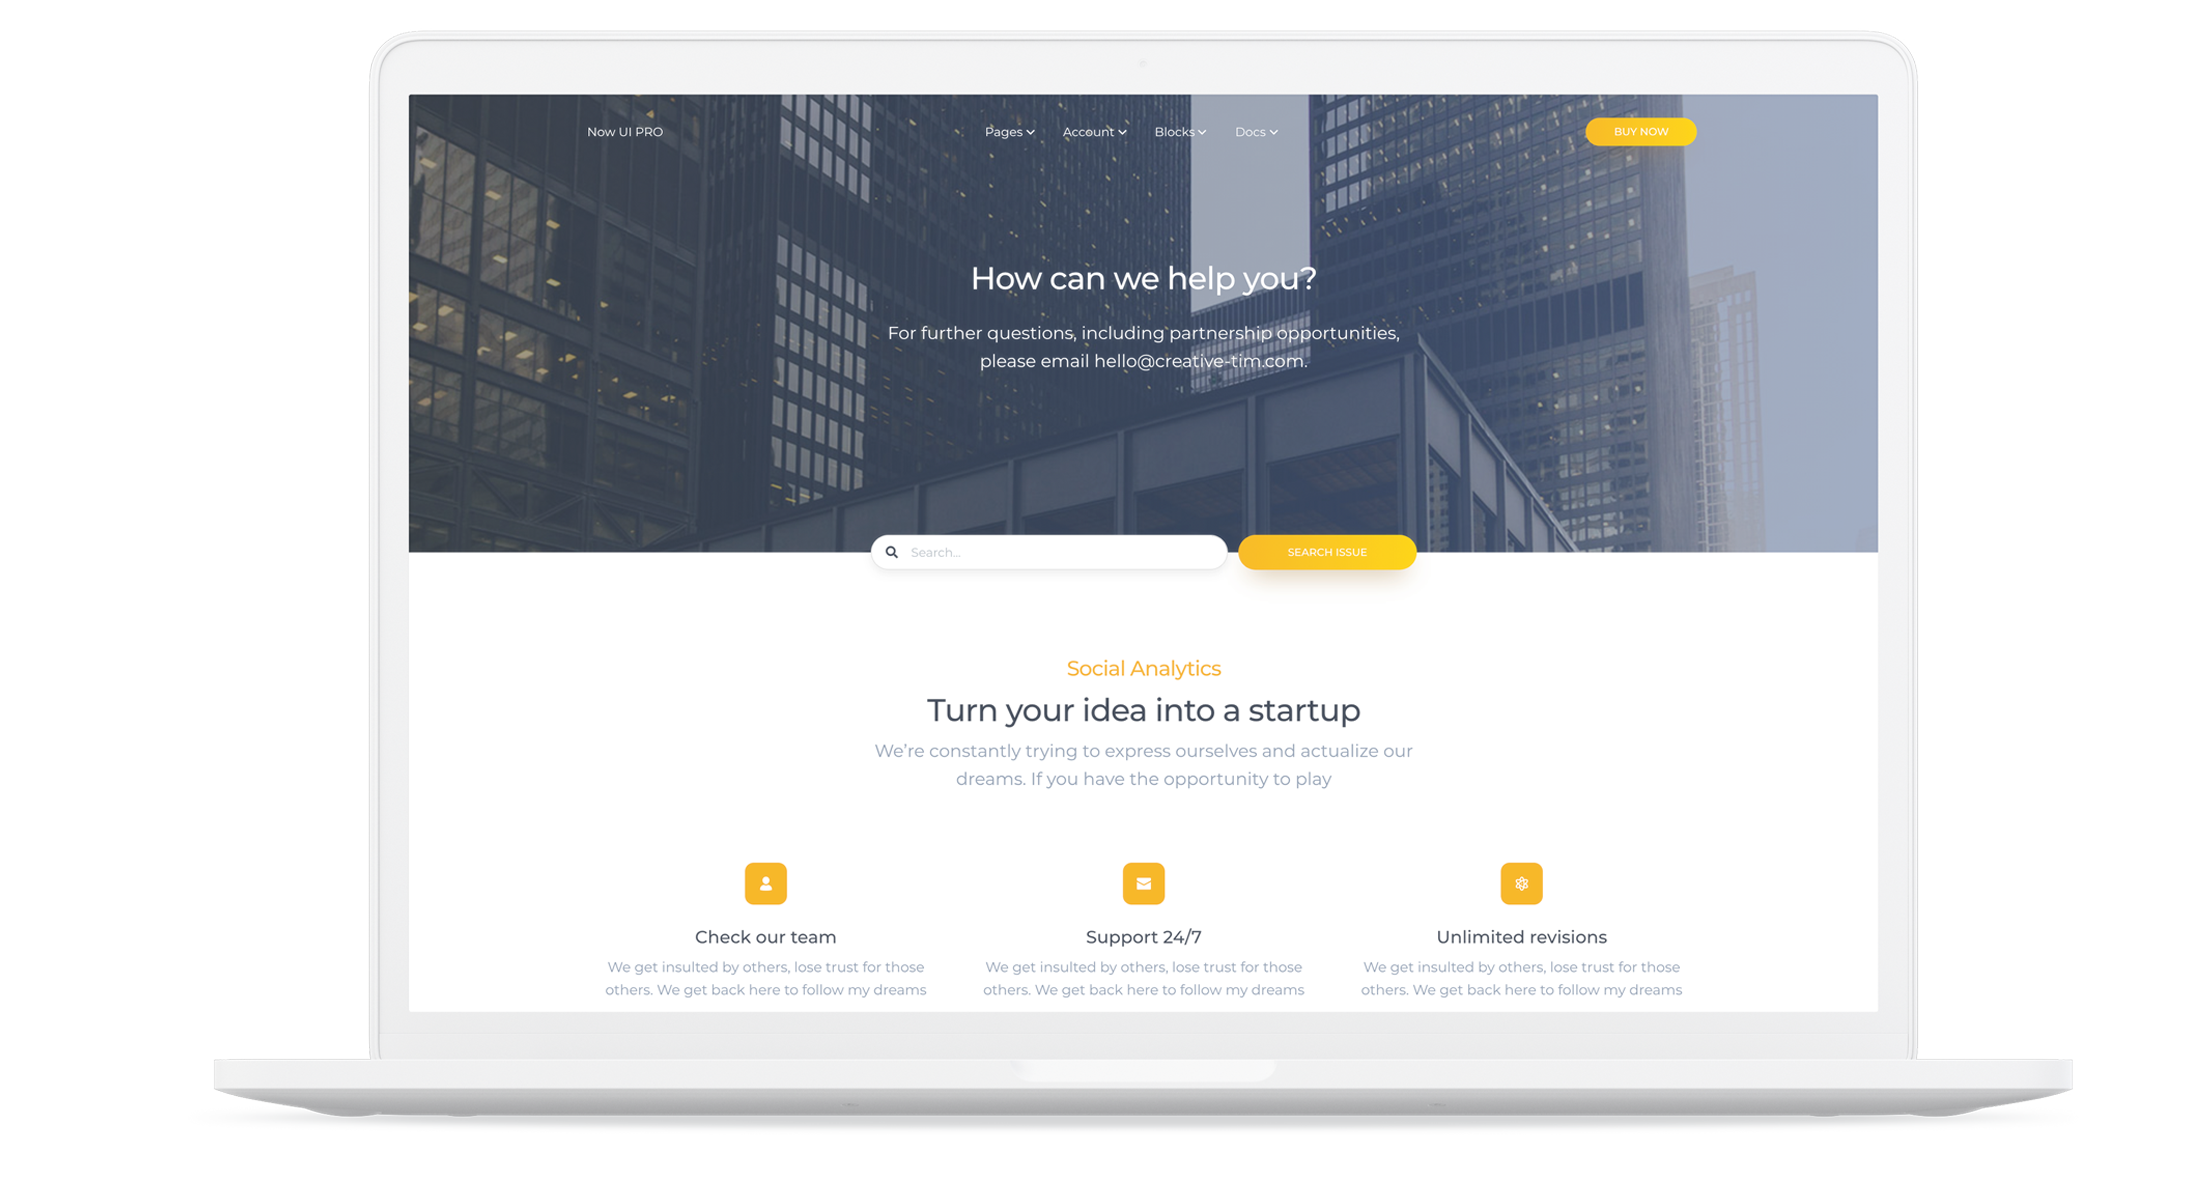 Now UI PRO
Pages
Account
Blocks
Docs
BUY NOW
How can we help you?
For further questions, including partnership opportunities,
please email hello@creative-tim.com.
Search...
SEARCH ISSUE
Social Analytics
Turn your idea into a startup
We’re constantly trying to express ourselves and actualize our
dreams. If you have the opportunity to play
Check our team
We get insulted by others, lose trust for those
others. We get back here to follow my dreams
Support 24/7
We get insulted by others, lose trust for those
others. We get back here to follow my dreams
Unlimited revisions
We get insulted by others, lose trust for those
others. We get back here to follow my dreams